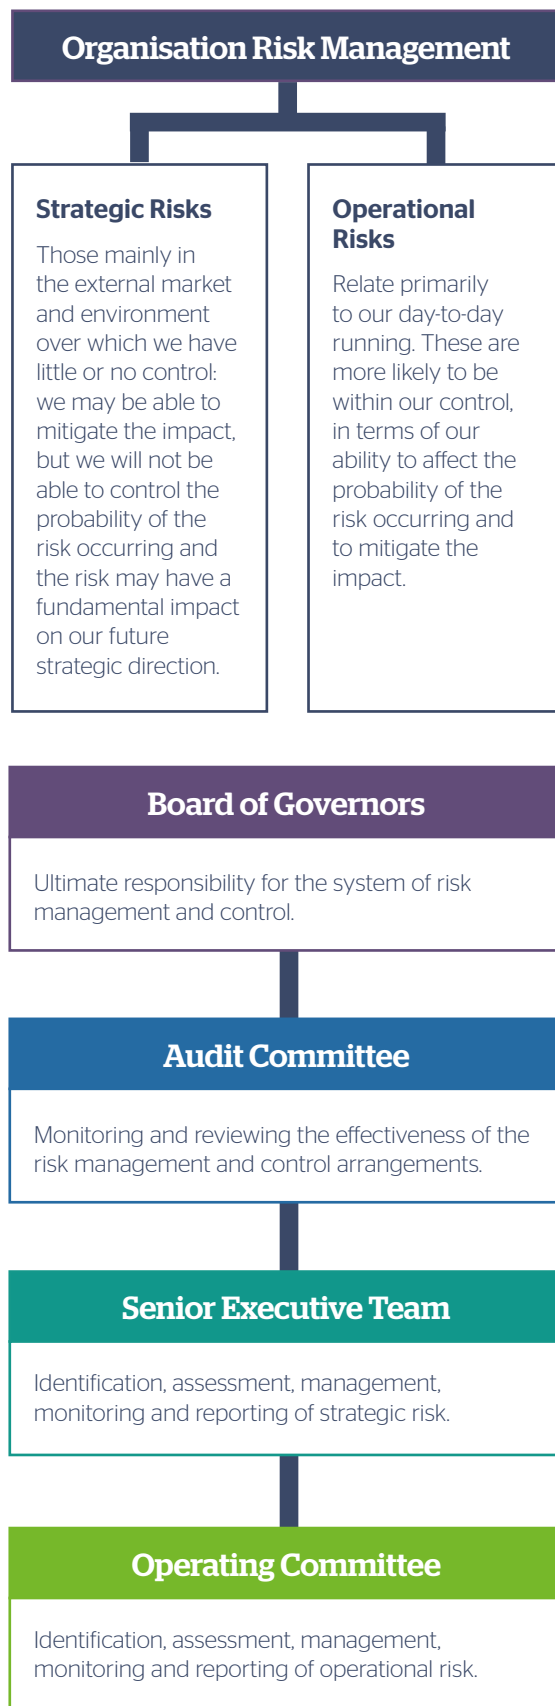 Organisation Risk Management
Strategic Risks
Those mainly in
the external market
and environment
over which we have
little or no control:
we may be able to
mitigate the impact,
but we will not be
able to control the
probability of the
risk occurring and
the risk may have a
fundamental impact
on our future
strategic direction.
Operational
Risks
Relate primarily
to our day-to-day
running. These are
more likely to be
within our control,
in terms of our
ability to affect the
probability of the
risk occurring and
to mitigate the
impact.
Board of Governors
Ultimate responsibility for the system of risk
management and control.
Audit Committee
Monitoring and reviewing the effectiveness of the
risk management and control arrangements.
Senior Executive Team
Identification, assessment, management,
monitoring and reporting of strategic risk.
Operating Committee
Identification, assessment, management,
monitoring and reporting of operational risk.